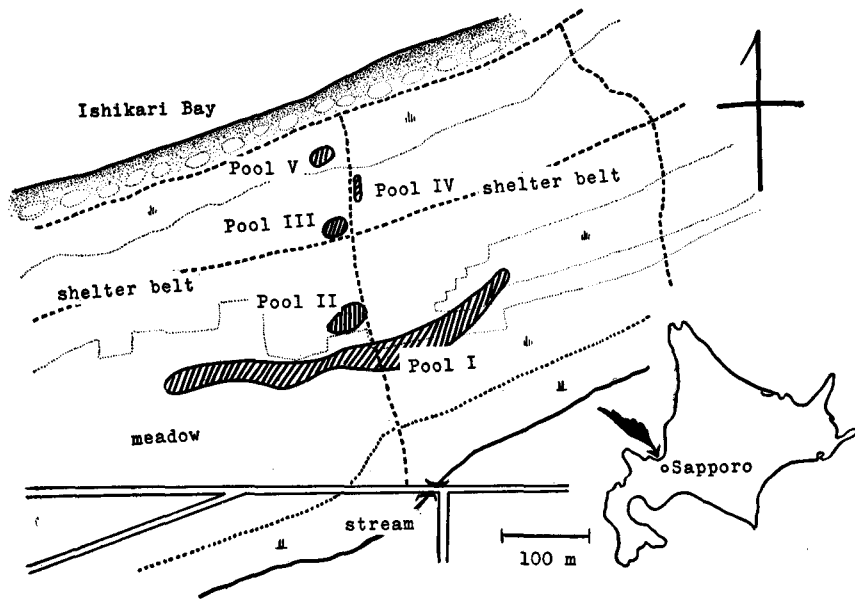 Ishikari Bay
Pool V
Pool IV
shelter belt
Pool III
shelter belt
Pool II
Pool I
meadow
Sapporo
stream
100 m